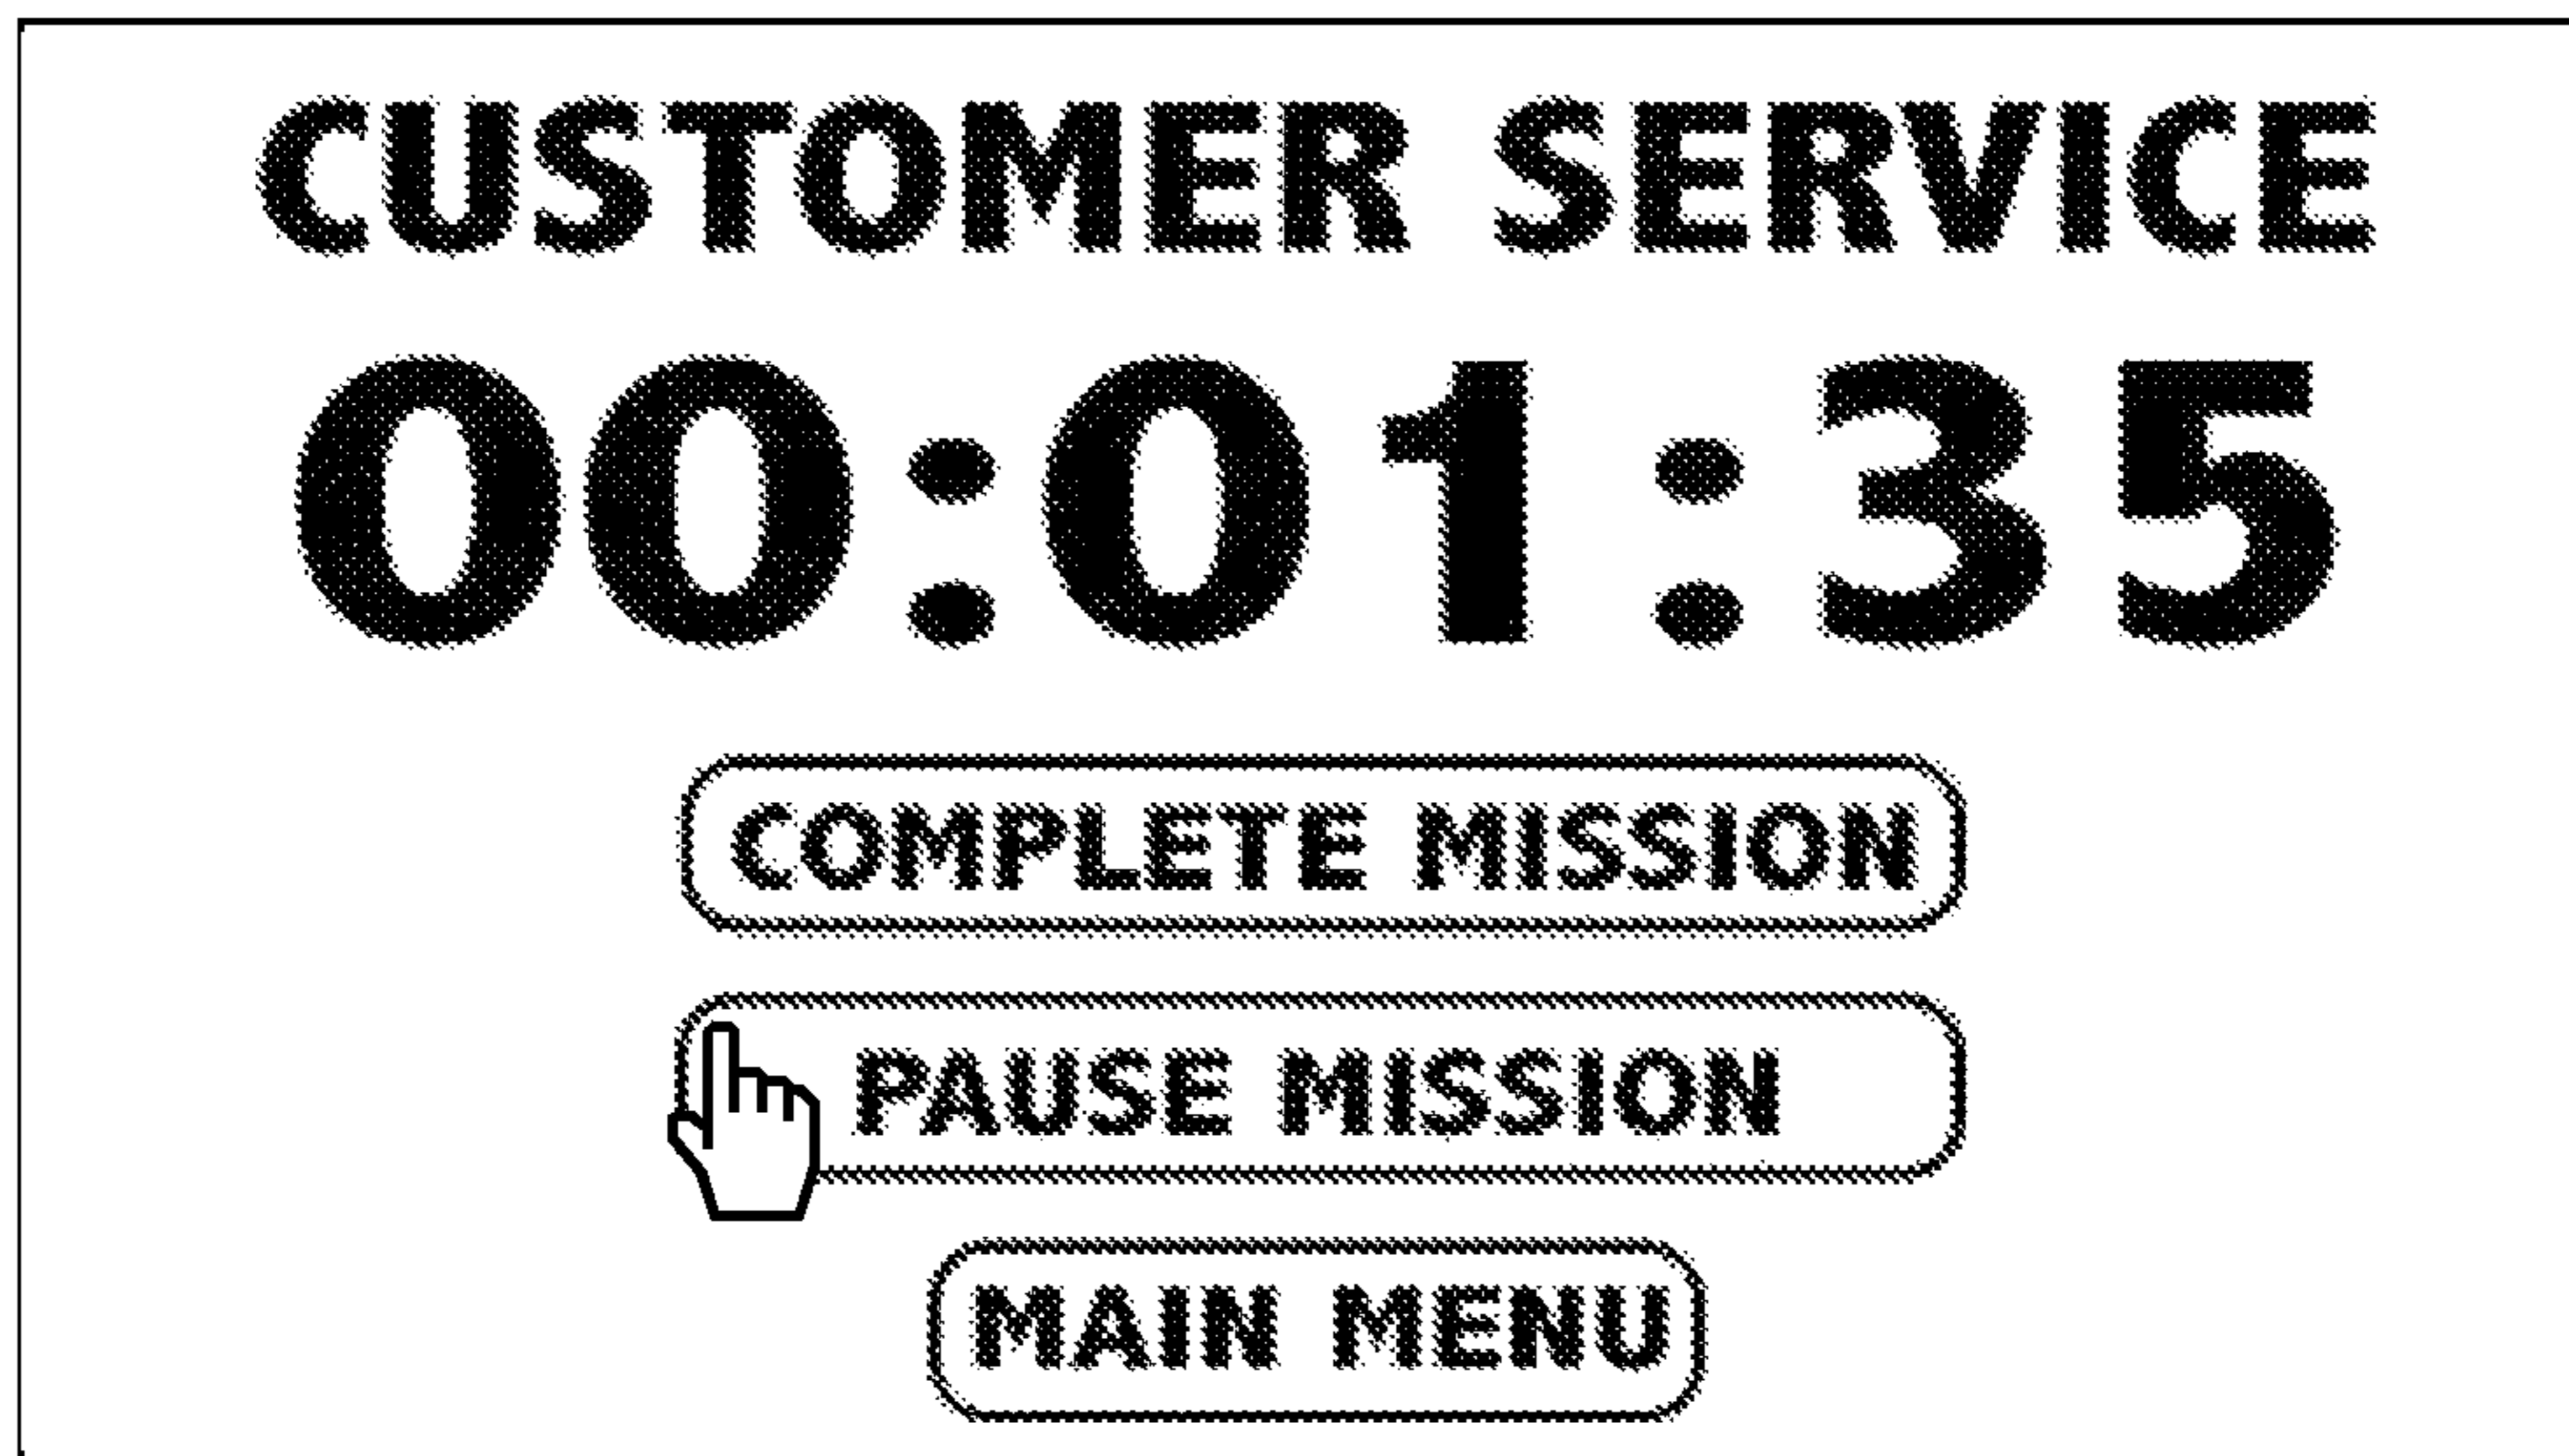 CUSTOMER SERVICE
00:01:35
COMPLETE MISSION
PAUSE MISSION
MAIN MENU